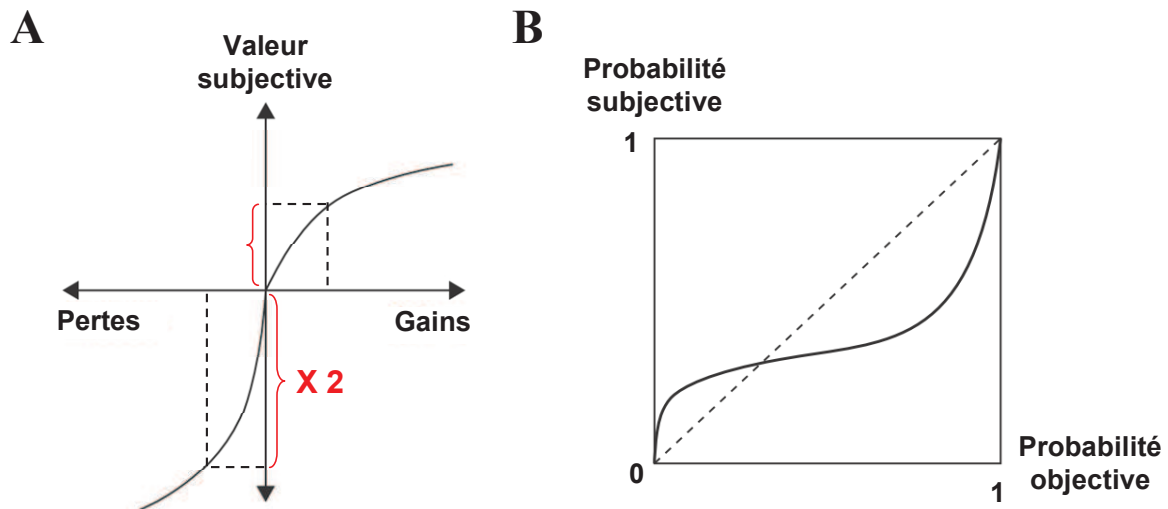 A
Valeur
subjective
Pertes
Gains
X 2
B
Probabilité
subjective
1
0
Probabilité
objective
1